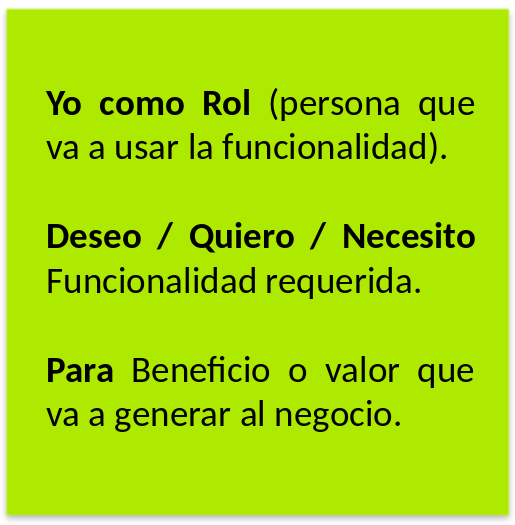 Yo como Rol (persona que
va a usar la funcionalidad).
Deseo / Quiero / Necesito
Funcionalidad requerida.
Para Beneficio o valor que
va a generar al negocio.